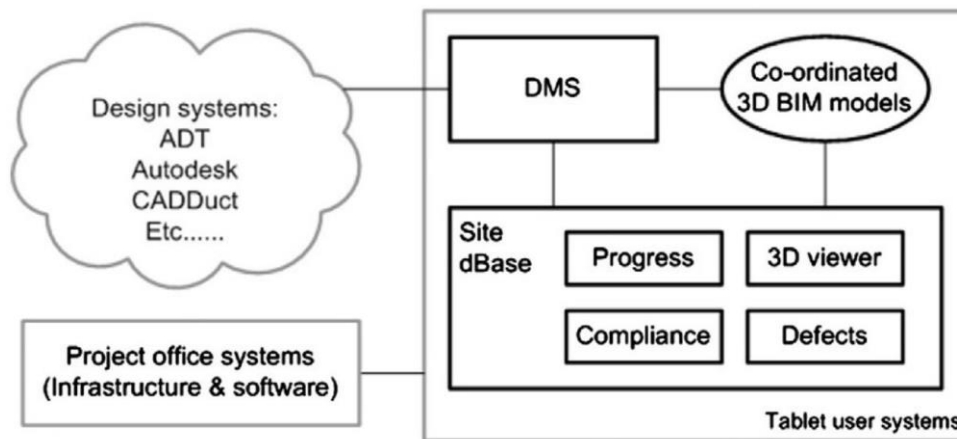 Design systems:
ADT
Autodesk
CADDuct
Etc......
DMS
Co-ordinated
3D BIM models
Site
dBase
Progress
3D viewer
Compliance
Defects
Project office systems
(Infrastructure & software)
Tablet user systems